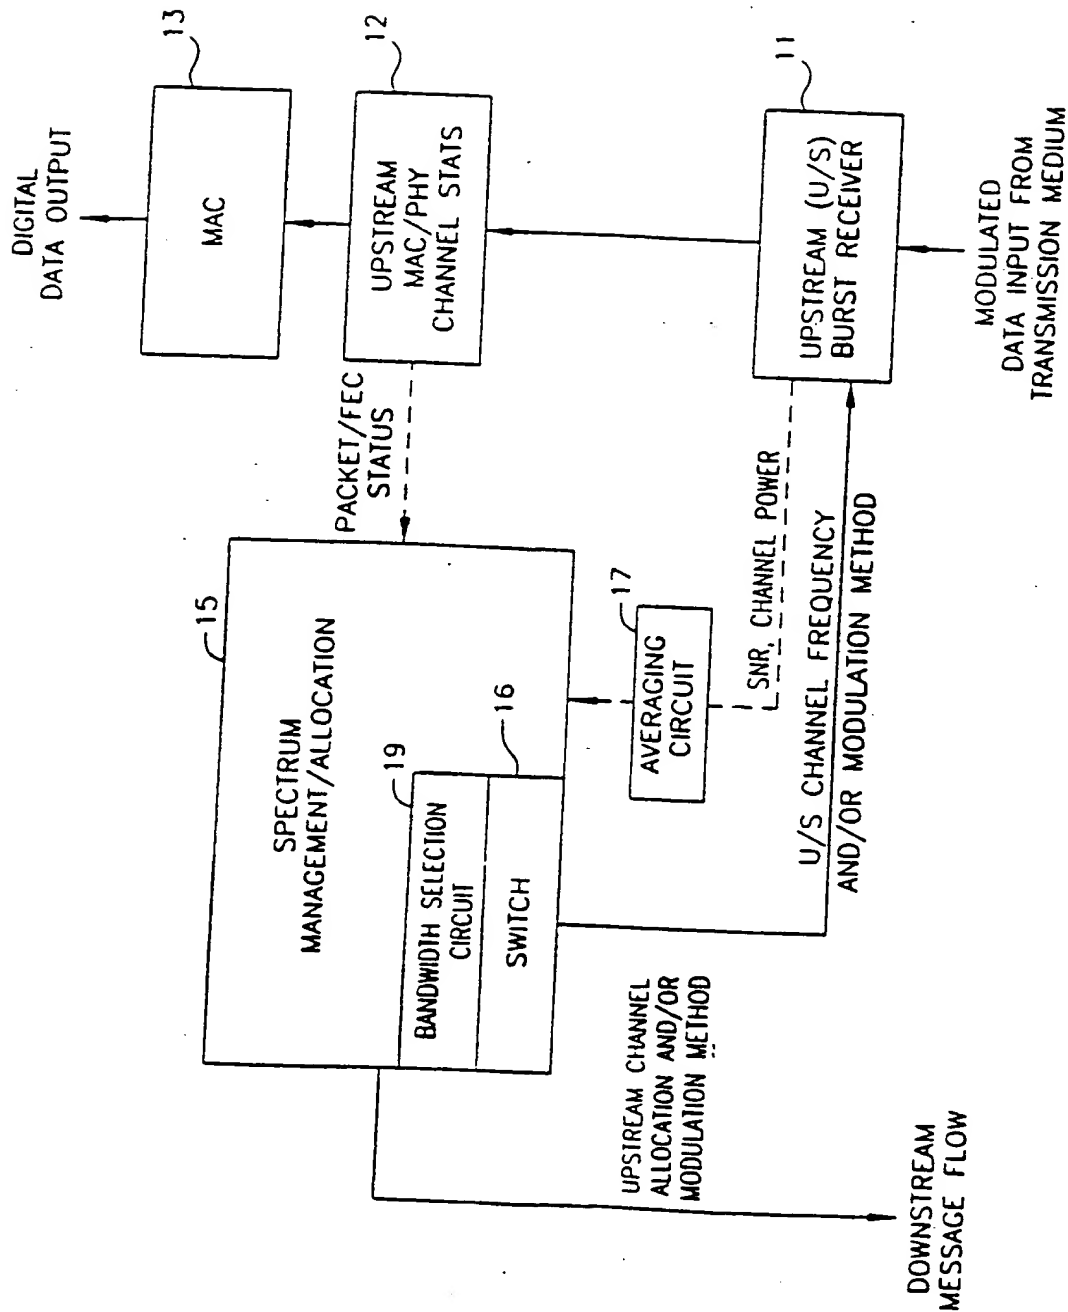 DIGITAL
DATA OUTPUT
13
MAC
12
UPSTREAM
MAC/PHY
CHANNEL STATS
11
UPSTREAM (U/S)
BURST RECEIVER
MODULATED
DATA INPUT FROM
TRANSMISSION MEDIUM
PACKET/FEC
STATUS
15
SPECTRUM
MANAGEMENT/ALLOCATION
19
BANDWIDTH SELECTION
CIRCUIT
16
SWITCH
17
AVERAGING
CIRCUIT
SNR, CHANNEL POWER
U/S CHANNEL FREQUENCY
AND/OR MODULATION METHOD
UPSTREAM CHANNEL
ALLOCATION AND/OR
MODULATION METHOD
DOWNSTREAM
MESSAGE FLOW